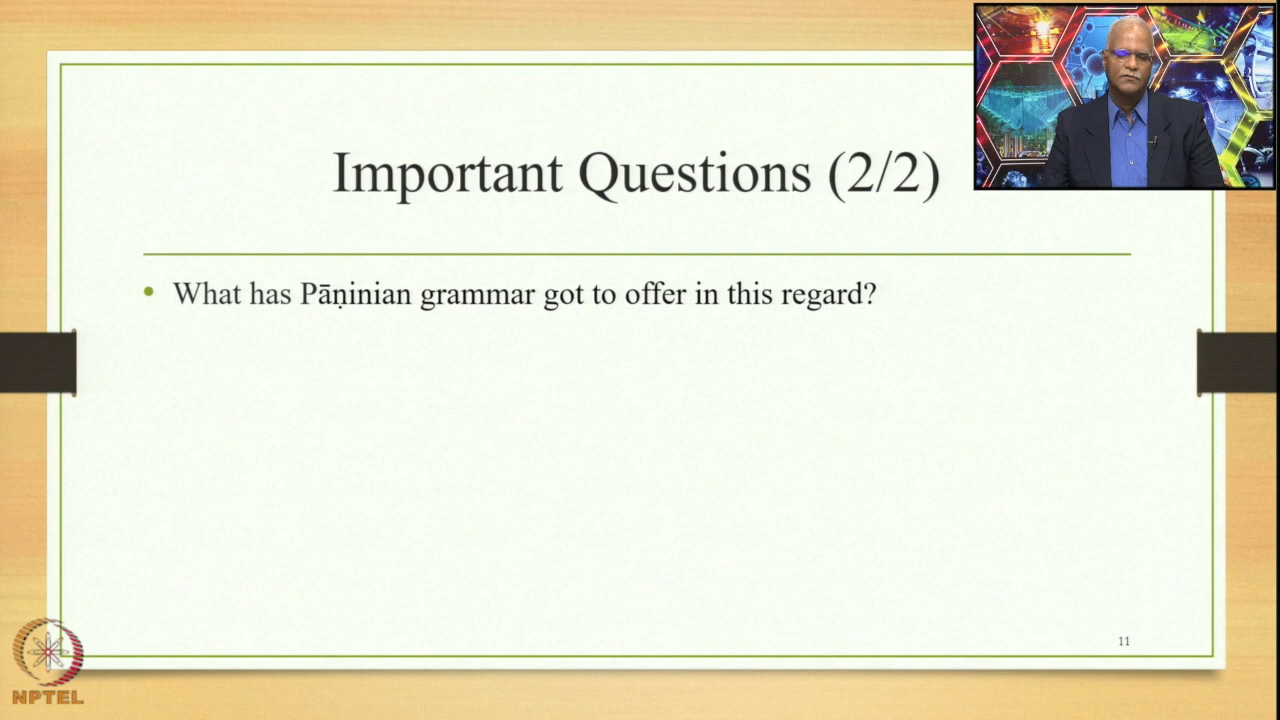 Important Questions (2/2)
• What has Pāṇinian grammar got to offer in this regard?
11
NPTEL